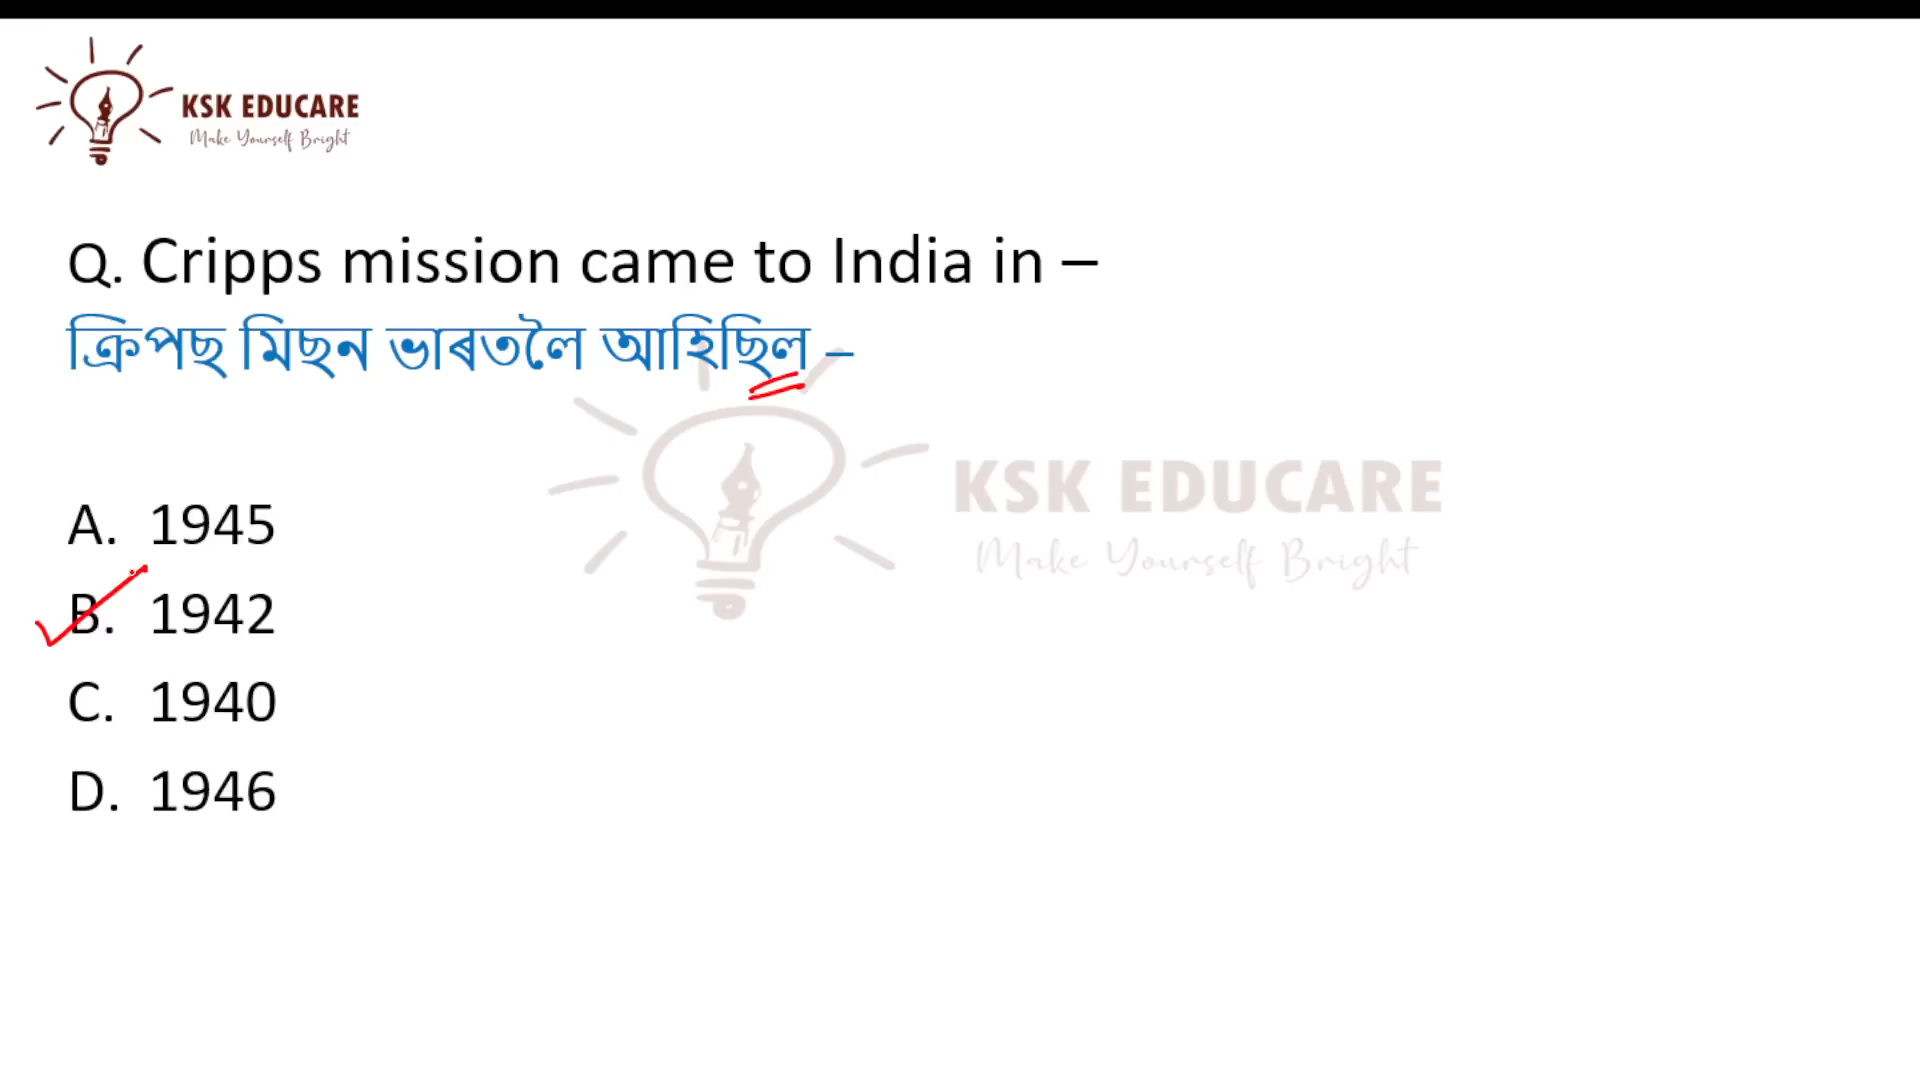 KSK EDUCARE
Make Yourself Bright
Q. Cripps mission came to India in –
ক্ৰিপছ মিছন ভাৰতলৈ আহিছিল –
KSK EDUCARE
Make Yourself Bright
A. 1945
B. 1942
C. 1940
D. 1946